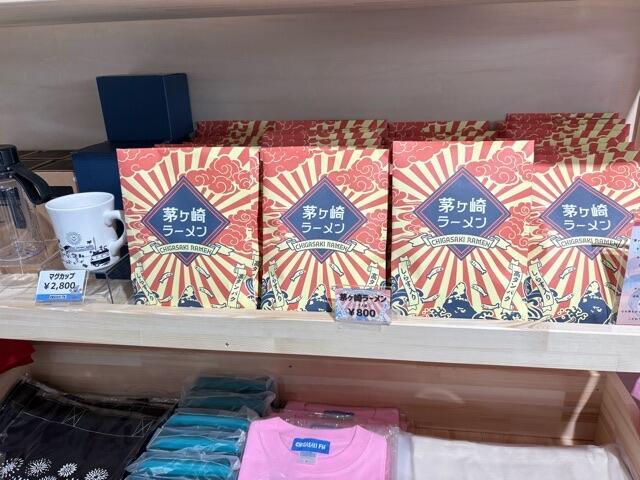 茅ヶ崎
ラーメン
CHIGASAKI RAMEN
茅ヶ崎
ラーメン
CHIGASAKI RAMEN
茅ヶ崎
ラーメン
CHIGASAKI RAMEN
茅ヶ崎
ラーメン
CHIGASAKI RAMEN
マグカップ
¥2,800
茅ヶ崎ラーメン
¥800